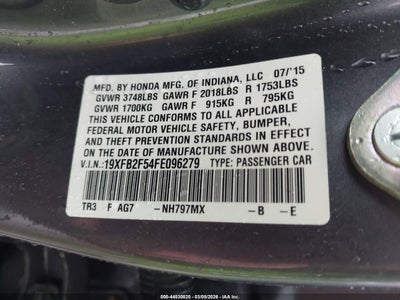 MFD. BY HONDA MFG. OF INDIANA, LLC 07/'15
GVWR 3748LBS GAWR F 2018LBS R 1753LBS
GVWR 1700KG GAWR F 915KG R 795KG
THIS VEHICLE CONFORMS TO ALL APPLICABLE
FEDERAL MOTOR VEHICLE SAFETY, BUMPER,
AND THEFT PREVENTION STANDARDS IN EFFECT
ON THE DATE OF MANUFACTURE SHOWN ABOVE.
V.I.N.:19XFB2F54FE096279 TYPE: PASSENGER CAR
TR3 F AG7 -NH797MX -B -E
000-44530820 - 03/05/2026 - IAA, Inc.